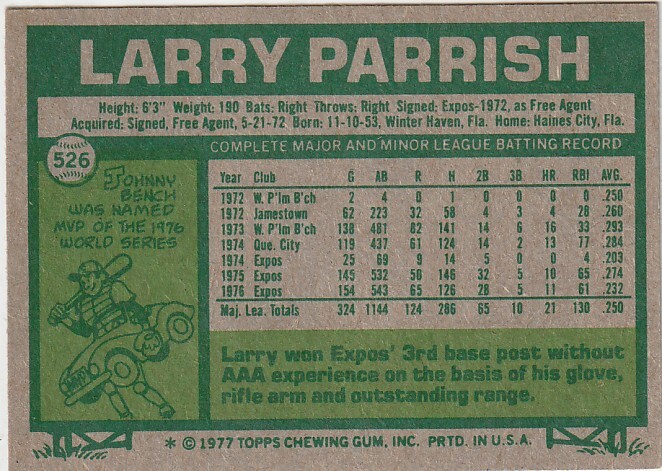 LARRY PARRISH
Height: 6'3" Weight: 190 Bats: Right Throws: Right Signed: Expos-1972, as Free Agent
Acquired: Signed, Free Agent, 5-21-72 Born: 11-10-53, Winter Haven, Fla. Home: Haines City, Fla.
526
COMPLETE MAJOR AND MINOR LEAGUE BATTING RECORD
JOHNNY
BENCH
WAS NAMED
MVP OF THE 1976
WORLD SERIES
Year Club G AB R H 2B 3B HR RBI AVG.
1972 W. P'lm B'ch 2 4 0 1 0 0 0 0 .250
1972 Jamestown 62 223 32 58 4 3 4 28 .260
1973 W. P'lm B'ch 138 481 82 141 14 6 16 33 .293
1974 Que. City 119 437 61 124 14 2 13 77 .284
1974 Expos 25 69 9 14 5 0 0 4 .203
1975 Expos 145 532 50 146 32 5 10 65 .274
1976 Expos 154 543 65 126 28 5 11 61 .232
Maj. Lea. Totals 324 1144 124 286 65 10 21 130 .250
Larry won Expos' 3rd base post without
AAA experience on the basis of his glove,
rifle arm and outstanding range.
* © 1977 TOPPS CHEWING GUM, INC. PRTD. IN U.S.A.